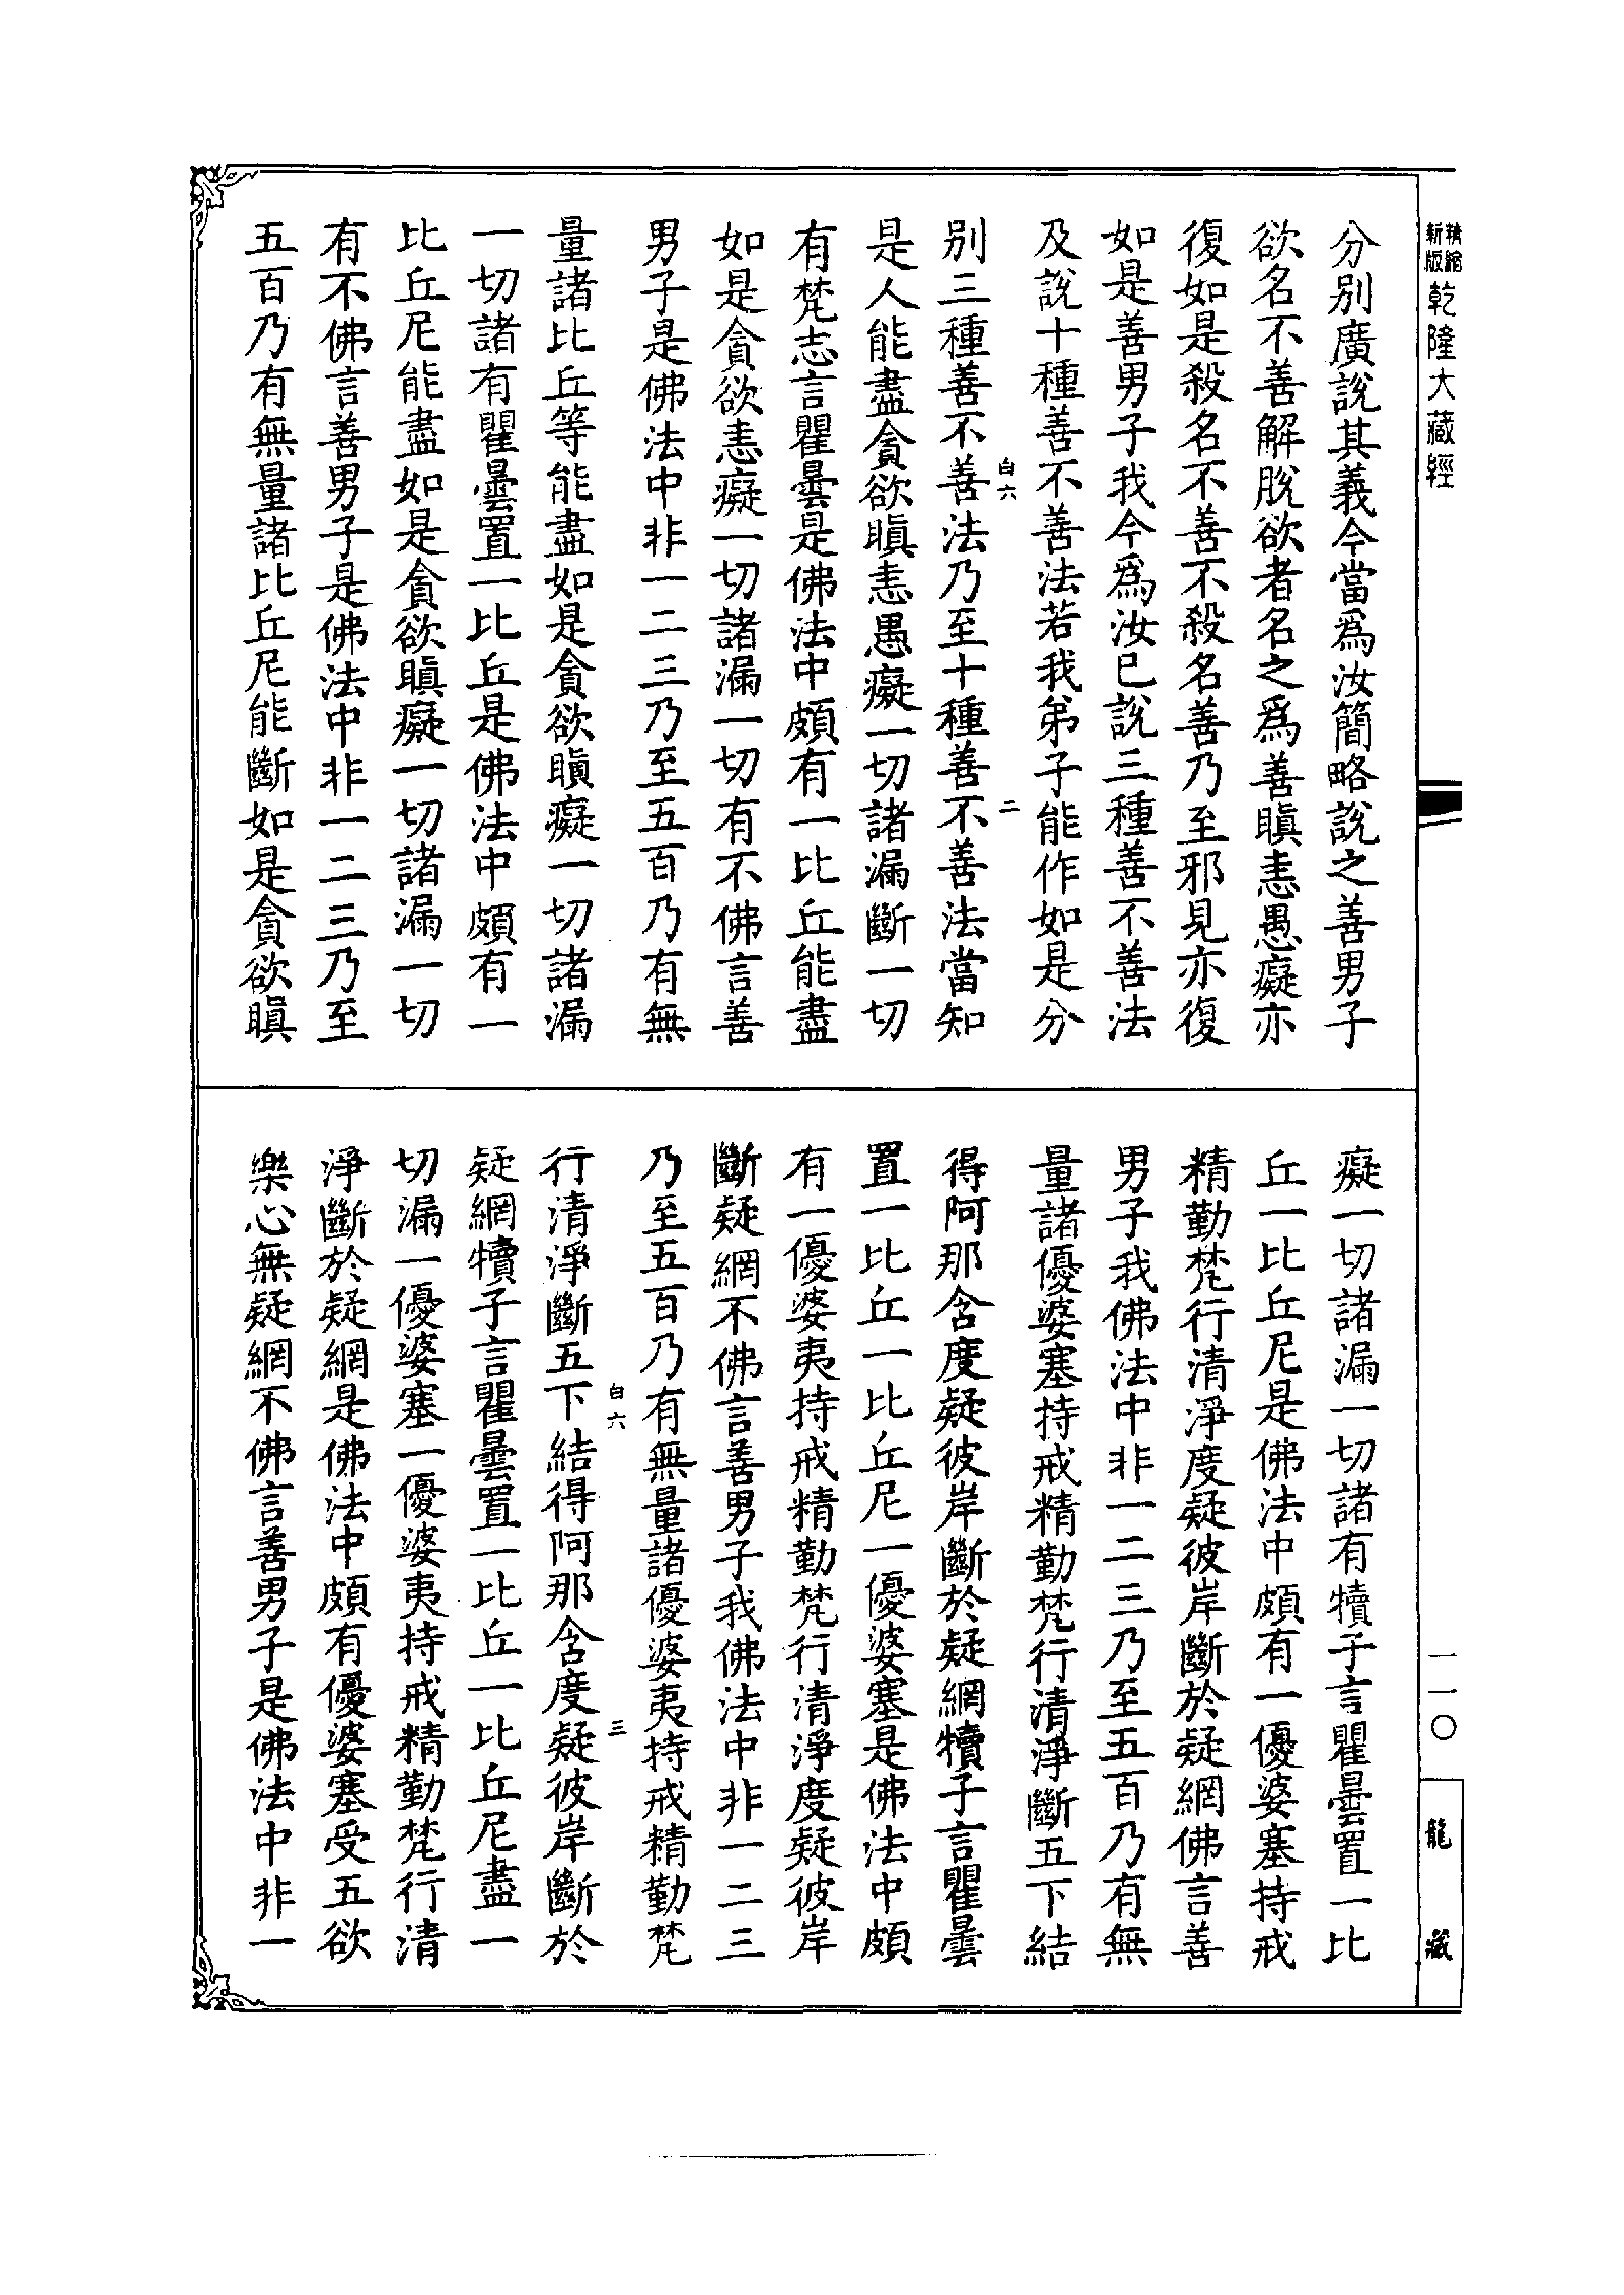 精縮新版乾隆大藏經
分別廣說其義今當為汝簡略說之善男子
欲名不善解脫欲者名之為善瞋恚愚癡亦
復如是殺名不善不殺名善乃至邪見亦復
如是善男子我今為汝已說三種善不善法
及說十種善不善法若我弟子能作如是分
白六
二
別三種善不善法乃至十種善不善法當知
是人能盡貪欲瞋恚愚癡一切諸漏斷一切
有梵志言瞿曇是佛法中頗有一比丘能盡
如是貪欲恚癡一切諸漏一切有不佛言善
男子是佛法中非一二三乃至五百乃有無
量諸比丘等能盡如是貪欲瞋癡一切諸漏
一切諸有瞿曇置一比丘是佛法中頗有一
比丘尼能盡如是貪欲瞋癡一切諸漏一切
有不佛言善男子是佛法中非一二三乃至
五百乃有無量諸比丘尼能斷如是貪欲瞋
癡一切諸漏一切諸有犢子言瞿曇置一比
丘一比丘尼是佛法中頗有一優婆塞持戒
精勤梵行清淨度疑彼岸斷於疑網佛言善
男子我佛法中非一二三乃至五百乃有無
量諸優婆塞持戒精勤梵行清淨斷五下結
得阿那含度疑彼岸斷於疑網犢子言瞿曇
置一比丘一比丘尼一優婆塞是佛法中頗
有一優婆夷持戒精勤梵行清淨度疑彼岸
斷疑網不佛言善男子我佛法中非一二三
乃至五百乃有無量諸優婆夷持戒精勤梵
白六
三
行清淨斷五下結得阿那含度疑彼岸斷於
疑網犢子言瞿曇置一比丘一比丘尼盡一
切漏一優婆塞一優婆夷持戒精勤梵行清
淨斷於疑網是佛法中頗有優婆塞受五欲
樂心無疑網不佛言善男子是佛法中非一
一一〇
龍藏